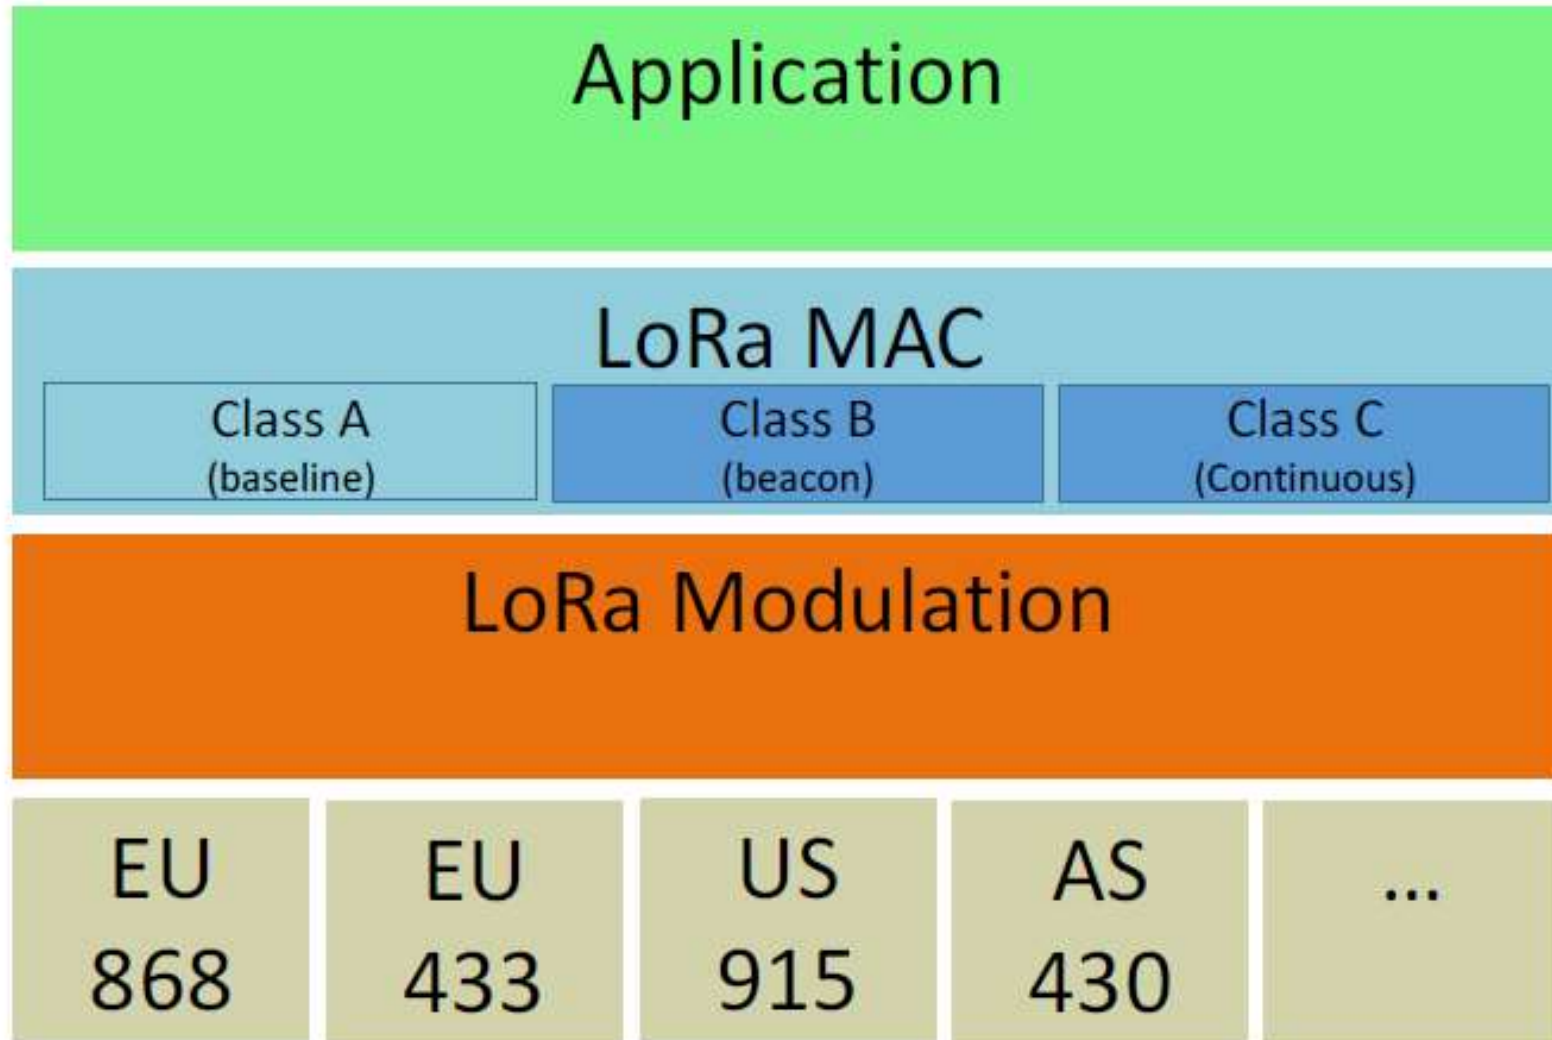 Application
LoRa MAC
Class A
(baseline)
Class B
(beacon)
Class C
(Continuous)
LoRa Modulation
EU
868
EU
433
US
915
AS
430
...